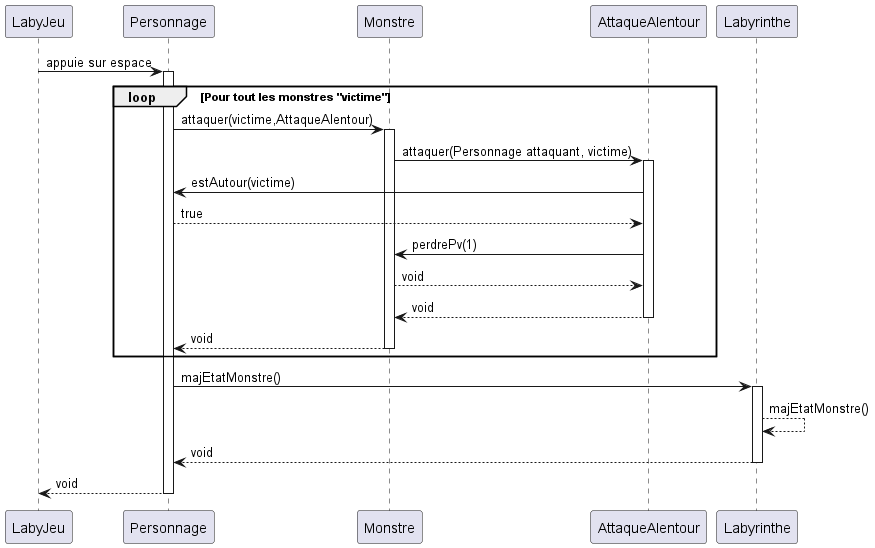 LabyJeu
Personnage
Monstre
AttaqueAlentour
Labyrinthe
appuie sur espace
loop
[Pour tout les monstres "victime"]
attaquer(victime,AttaqueAlentour)
attaquer(Personnage attaquant, victime)
estAutour(victime)
true
perdrePv(1)
void
void
void
majEtatMonstre()
majEtatMonstre()
void
void
LabyJeu
Personnage
Monstre
AttaqueAlentour
Labyrinthe